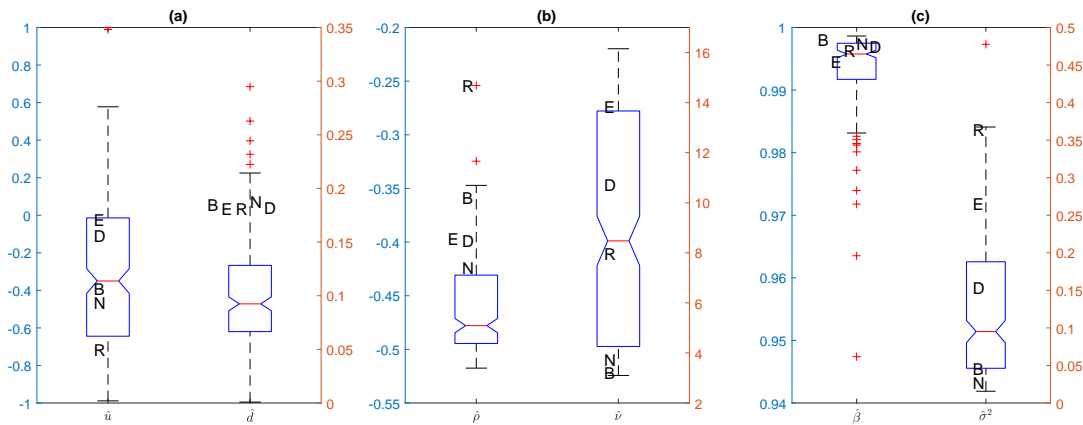 (a)
1
0.8
0.6
0.4
0.2
0
-0.2
-0.4
-0.6
-0.8
-1
0.35
0.3
0.25
0.2
0.15
0.1
0.05
0
E
D
B
N
R
B E R N D
û d̂
(b)
-0.2
-0.25
-0.3
-0.35
-0.4
-0.45
-0.5
-0.55
16
14
12
10
8
6
4
2
R
B
E D
N
E
D
R
N
B
ρ̂ ν̂
(c)
1
0.99
0.98
0.97
0.96
0.95
0.94
0.5
0.45
0.4
0.35
0.3
0.25
0.2
0.15
0.1
0.05
0
B E R N D
R
E
D
B
N
β̂ σ̂²